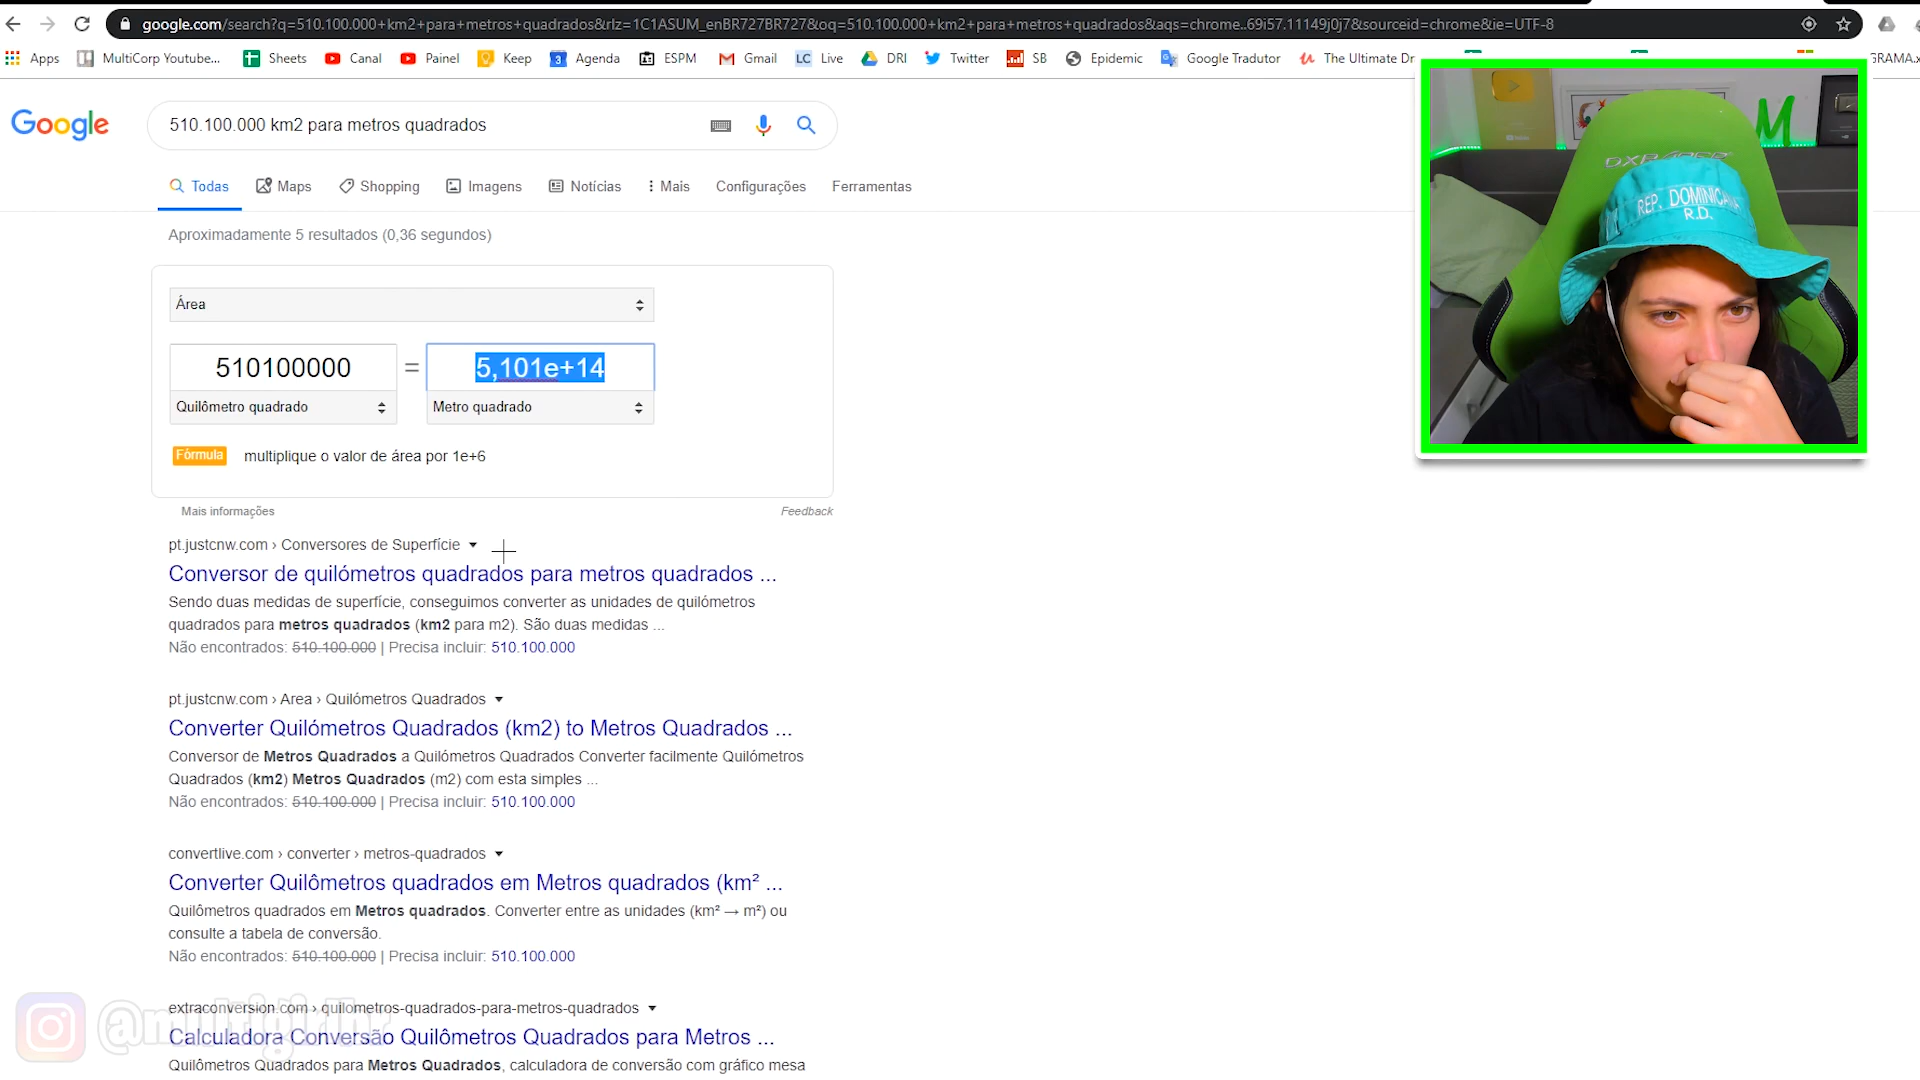 google.com/search?q=510.100.000+km2+para+metros+quadrados&rlz=1C1ASUM_enBR727BR727&oq=510.100.000+km2+para+metros+quadrados&aqs=chrome..69i57.11149j0j7&sourceid=chrome&ie=UTF-8
Apps MultiCorp Youtube... Sheets Canal Painel Keep Agenda ESPM Gmail LC Live DRI Twitter SB Epidemic Google Tradutor The Ultimate Dr GRAMA.x
Google 510.100.000 km2 para metros quadrados
Todas Maps Shopping Imagens Notícias Mais Configurações Ferramentas
Aproximadamente 5 resultados (0,36 segundos)
Área
510100000 = 5,101e+14
Quilômetro quadrado Metro quadrado
Fórmula multiplique o valor de área por 1e+6
Mais informações Feedback
pt.justcnw.com › Conversores de Superfície
Conversor de quilómetros quadrados para metros quadrados ...
Sendo duas medidas de superfície, conseguimos converter as unidades de quilómetros
quadrados para metros quadrados (km2 para m2). São duas medidas ...
Não encontrados: 510.100.000 | Precisa incluir: 510.100.000
pt.justcnw.com › Area › Quilómetros Quadrados
Converter Quilómetros Quadrados (km2) to Metros Quadrados ...
Conversor de Metros Quadrados a Quilómetros Quadrados Converter facilmente Quilómetros
Quadrados (km2) Metros Quadrados (m2) com esta simples ...
Não encontrados: 510.100.000 | Precisa incluir: 510.100.000
convertlive.com › converter › metros-quadrados
Converter Quilômetros quadrados em Metros quadrados (km² ...
Quilômetros quadrados em Metros quadrados. Converter entre as unidades (km² → m²) ou
consulte a tabela de conversão.
Não encontrados: 510.100.000 | Precisa incluir: 510.100.000
extraconversion.com › quilometros-quadrados-para-metros-quadrados
Calculadora Conversão Quilômetros Quadrados para Metros ...
Quilômetros Quadrados para Metros Quadrados, calculadora de conversão com gráfico mesa
REP. DOMINICANA
R.D.
M